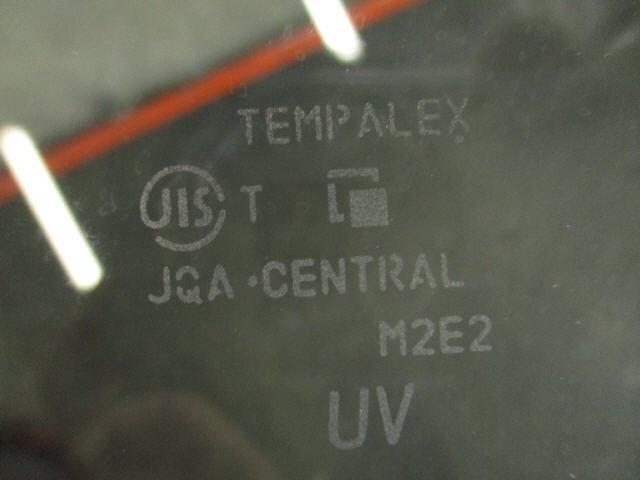 TEMPALEX
JIS T
JQA · CENTRAL
M2E2
UV